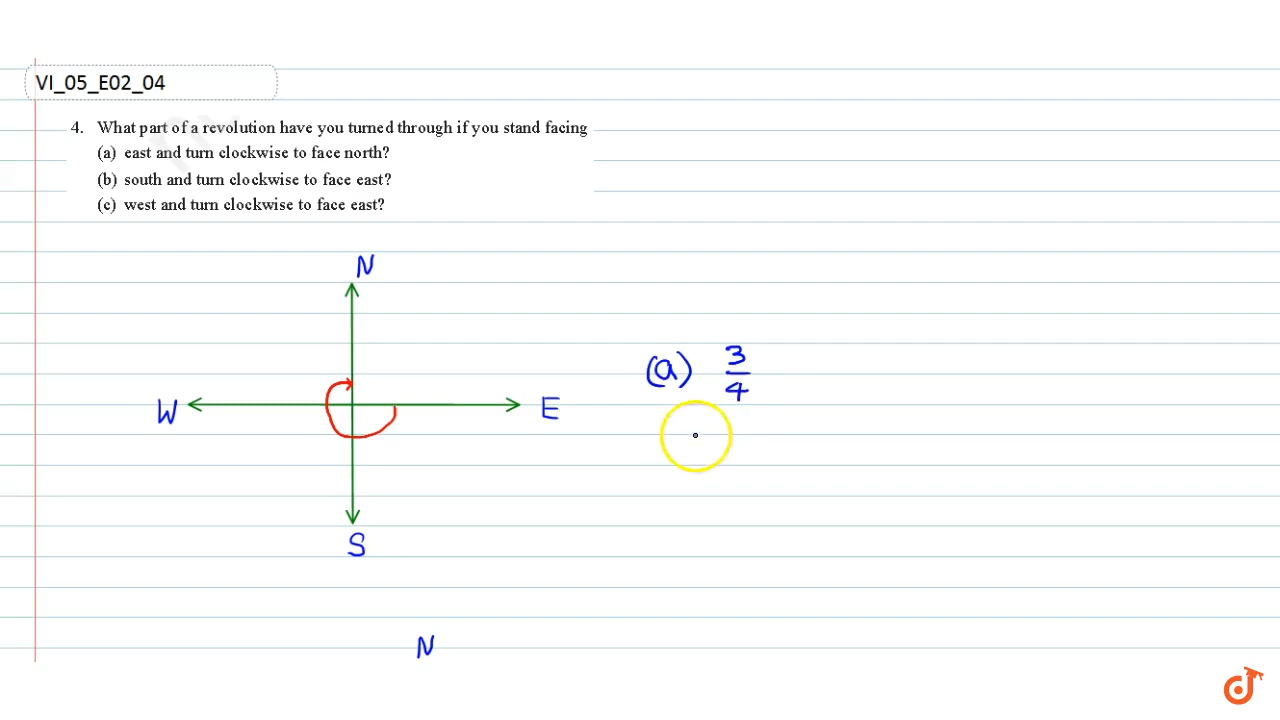 VI_05_E02_04
4. What part of a revolution have you turned through if you stand facing
(a) east and turn clockwise to face north?
(b) south and turn clockwise to face east?
(c) west and turn clockwise to face east?
N
W
E
S
(a) 3/4
N